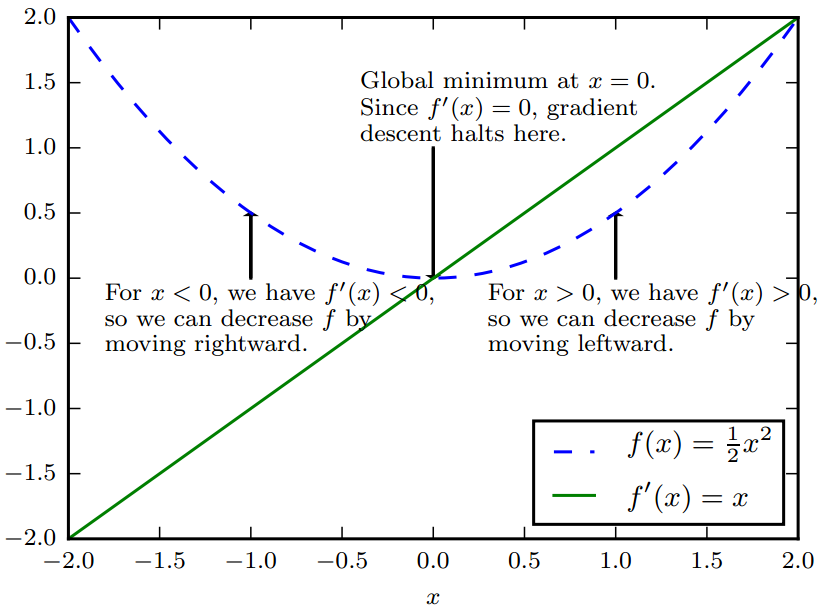 2.0
1.5
1.0
0.5
0.0
−0.5
−1.0
−1.5
−2.0
Global minimum at x = 0.
Since f′(x) = 0, gradient
descent halts here.
For x < 0, we have f′(x) < 0,
so we can decrease f by
moving rightward.
For x > 0, we have f′(x) > 0,
so we can decrease f by
moving leftward.
f(x) = ½x²
f′(x) = x
−2.0 −1.5 −1.0 −0.5 0.0 0.5 1.0 1.5 2.0
x